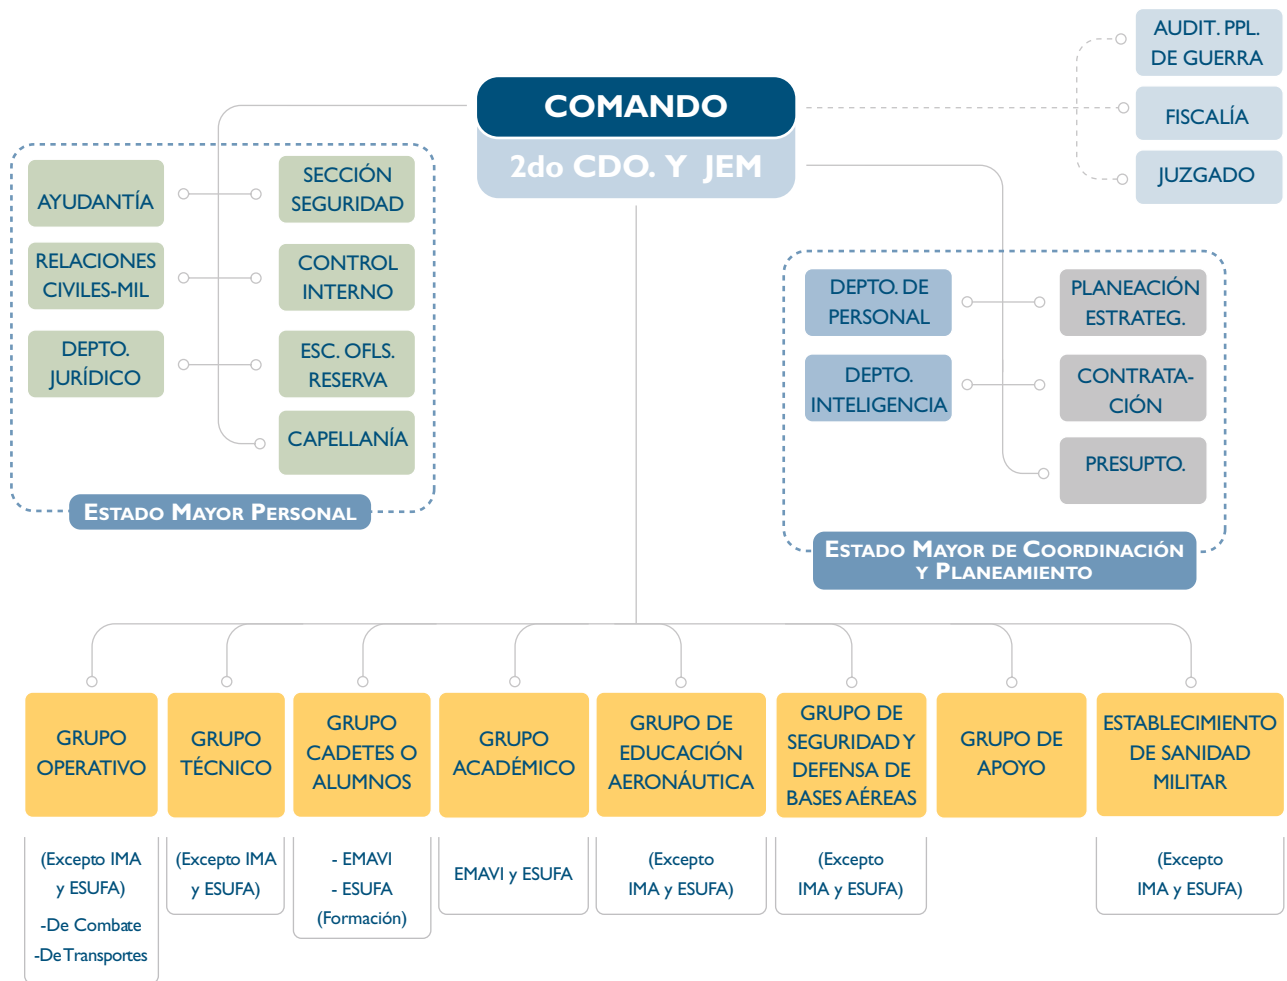 COMANDO
2do CDO. Y JEM
AUDIT. PPL.
DE GUERRA
FISCALÍA
JUZGADO
AYUDANTÍA
SECCIÓN
SEGURIDAD
RELACIONES
CIVILES-MIL
CONTROL
INTERNO
DEPTO.
JURÍDICO
ESC. OFLS.
RESERVA
CAPELLANÍA
ESTADO MAYOR PERSONAL
DEPTO. DE
PERSONAL
PLANEACIÓN
ESTRATEG.
DEPTO.
INTELIGENCIA
CONTRATA-
CIÓN
PRESUPTO.
ESTADO MAYOR DE COORDINACIÓN
Y PLANEAMIENTO
GRUPO
OPERATIVO
(Excepto IMA
y ESUFA)
-De Combate
-De Transportes
GRUPO
TÉCNICO
(Excepto IMA
y ESUFA)
GRUPO
CADETES O
ALUMNOS
- EMAVI
- ESUFA
(Formación)
GRUPO
ACADÉMICO
EMAVI y ESUFA
GRUPO DE
EDUCACIÓN
AERONÁUTICA
(Excepto
IMA y ESUFA)
GRUPO DE
SEGURIDAD Y
DEFENSA DE
BASES AÉREAS
(Excepto
IMA y ESUFA)
GRUPO DE
APOYO
ESTABLECIMIENTO
DE SANIDAD
MILITAR
(Excepto
IMA y ESUFA)